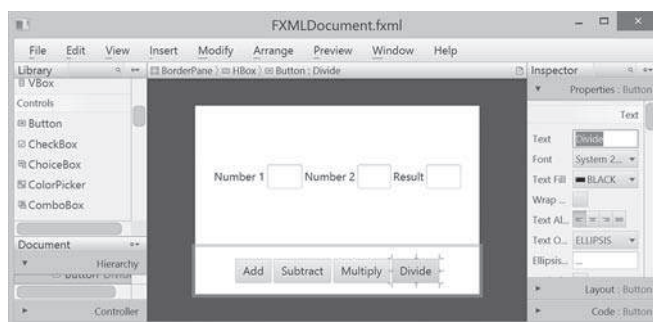 FXMLDocument.fxml
File Edit View Insert Modify Arrange Preview Window Help
Library
BorderPane HBox Button : Divide
Inspector
VBox
Controls
Button
CheckBox
ChoiceBox
ColorPicker
ComboBox
Document
Hierarchy
Controller
Number 1 Number 2 Result
Add Subtract Multiply Divide
Properties : Button
Text
Text Divide
Font System 2...
Text Fill BLACK
Wrap ...
Text Al...
Text O... ELLIPSIS
Ellipsis... ...
Layout : Button
Code : Button